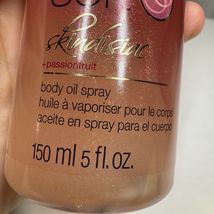 skindisiac
+passionfruit
body oil spray
huile à vaporiser pour le corps
aceite en spray para el cuerpo
150 ml 5 fl.oz.